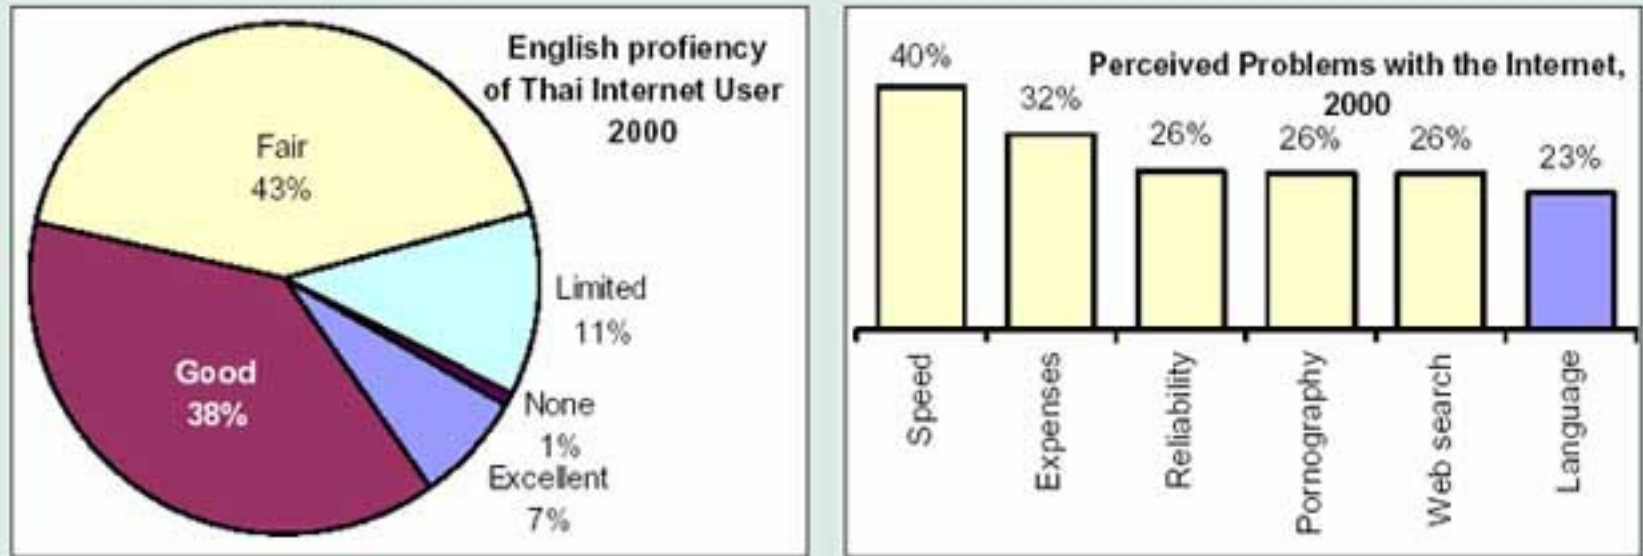 English profiency
of Thai Internet User
2000
Fair
43%
Limited
11%
Good
38%
None
1%
Excellent
7%
Perceived Problems with the Internet,
2000
40%
32%
26%
26%
26%
23%
Speed
Expenses
Reliability
Pornography
Web search
Language